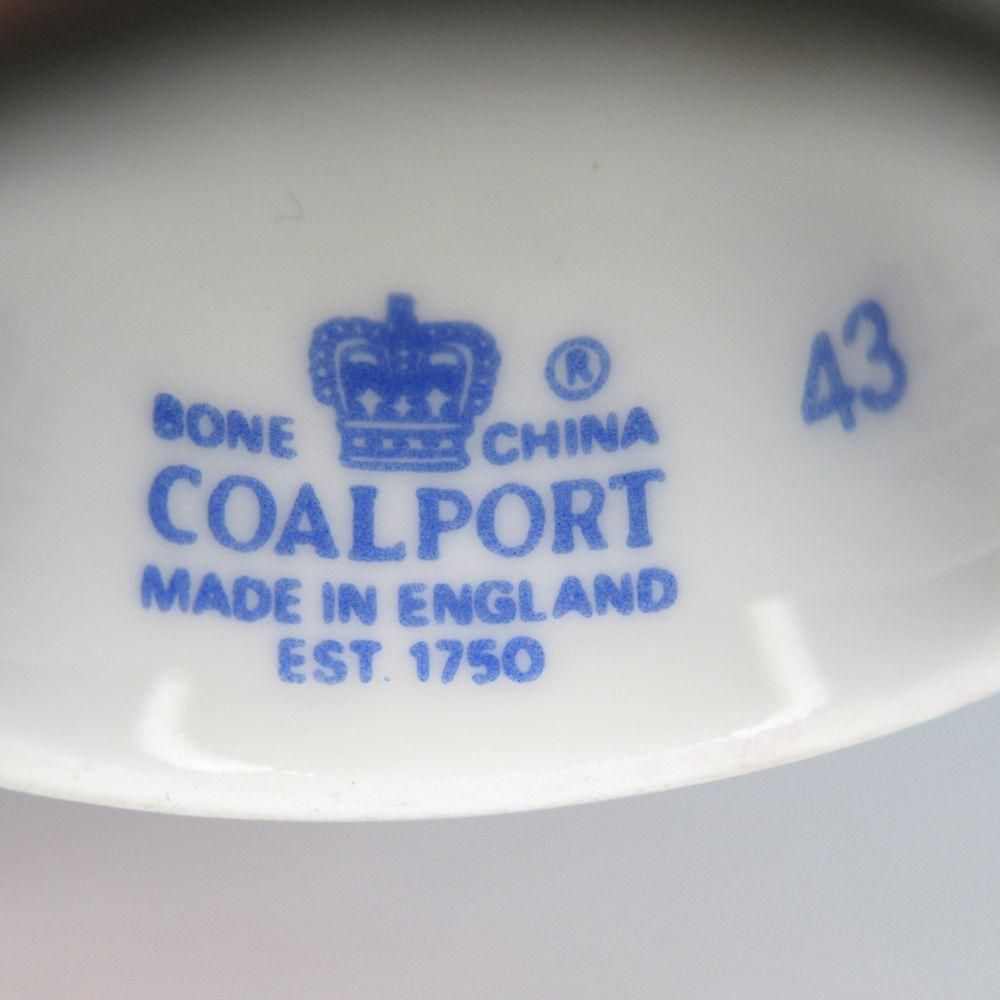 BONE CHINA ®
COALPORT
MADE IN ENGLAND
EST. 1750
43